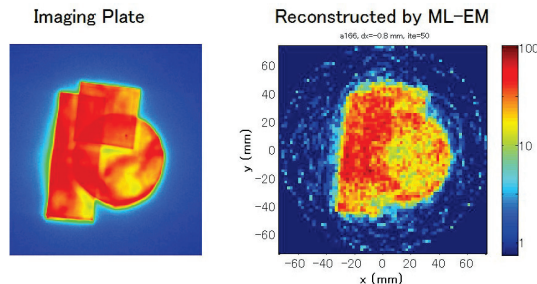 Imaging Plate
Reconstructed by ML-EM
a166, dx=-0.8 mm, ite=50
60
40
20
0
-20
-40
-60
y (mm)
-60 -40 -20 0 20 40 60
x (mm)
100
10
1